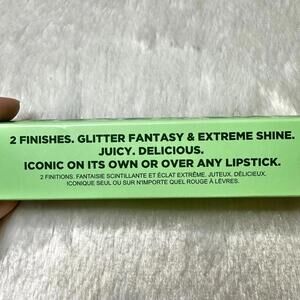 2 FINISHES. GLITTER FANTASY & EXTREME SHINE.
JUICY. DELICIOUS.
ICONIC ON ITS OWN OR OVER ANY LIPSTICK.
2 FINITIONS. FANTAISIE SCINTILLANTE ET ÉCLAT EXTRÊME. JUTEUX. DÉLICIEUX.
ICONIQUE SEUL OU SUR N'IMPORTE QUEL ROUGE À LÈVRES.